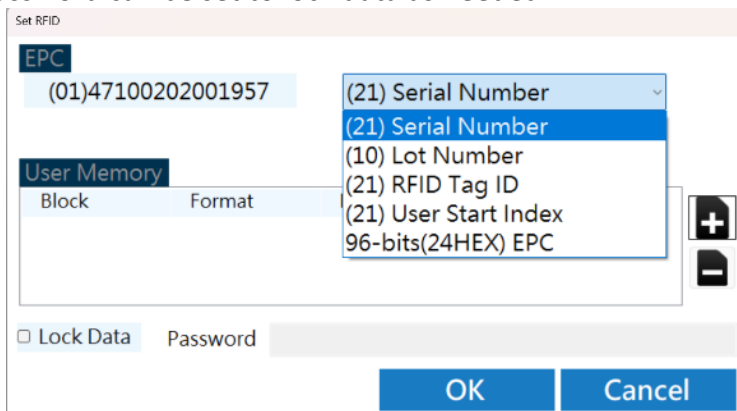 Set RFID
EPC
(01)47100202001957
(21) Serial Number
(21) Serial Number
(10) Lot Number
(21) RFID Tag ID
(21) User Start Index
96-bits(24HEX) EPC
User Memory
Block Format
Lock Data Password
OK Cancel